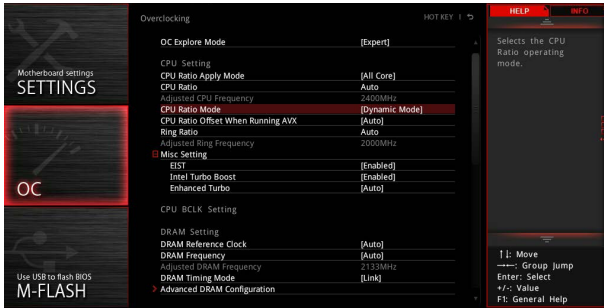 HELP
INFO
Overclocking
HOT KEY |
OC Explore Mode [Expert]
CPU Setting
CPU Ratio Apply Mode [All Core]
CPU Ratio Auto
Adjusted CPU Frequency 2400MHz
CPU Ratio Mode [Dynamic Mode]
CPU Ratio Offset When Running AVX [Auto]
Ring Ratio Auto
Adjusted Ring Frequency 2000MHz
Misc Setting
EIST [Enabled]
Intel Turbo Boost [Enabled]
Enhanced Turbo [Auto]
CPU BCLK Setting
DRAM Setting
DRAM Reference Clock [Auto]
DRAM Frequency [Auto]
Adjusted DRAM Frequency 2133MHz
DRAM Timing Mode [Link]
Advanced DRAM Configuration
Motherboard settings
SETTINGS
OC
Use USB to flash BIOS
M-FLASH
Selects the CPU
Ratio operating
mode.
↑↓: Move
→←: Group Jump
Enter: Select
+/-: Value
F1: General Help